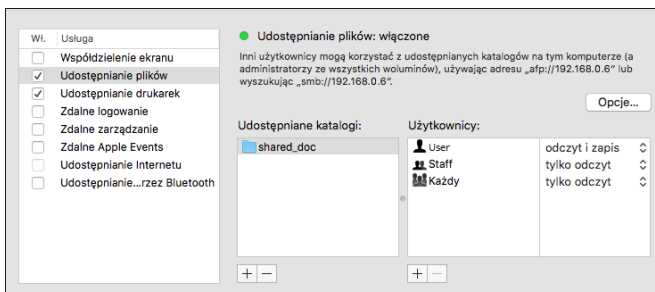 Wł. Usługa
Współdzielenie ekranu
Udostępnianie plików
Udostępnianie drukarek
Zdalne logowanie
Zdalne zarządzanie
Zdalne Apple Events
Udostępnianie Internetu
Udostępnianie...rzez Bluetooth
Udostępnianie plików: włączone
Inni użytkownicy mogą korzystać z udostępnianych katalogów na tym komputerze (a
administratorzy ze wszystkich woluminów), używając adresu „afp://192.168.0.6” lub
wyszukując „smb://192.168.0.6”.
Opcje...
Udostępniane katalogi: Użytkownicy:
shared_doc
User odczyt i zapis
Staff tylko odczyt
Każdy tylko odczyt